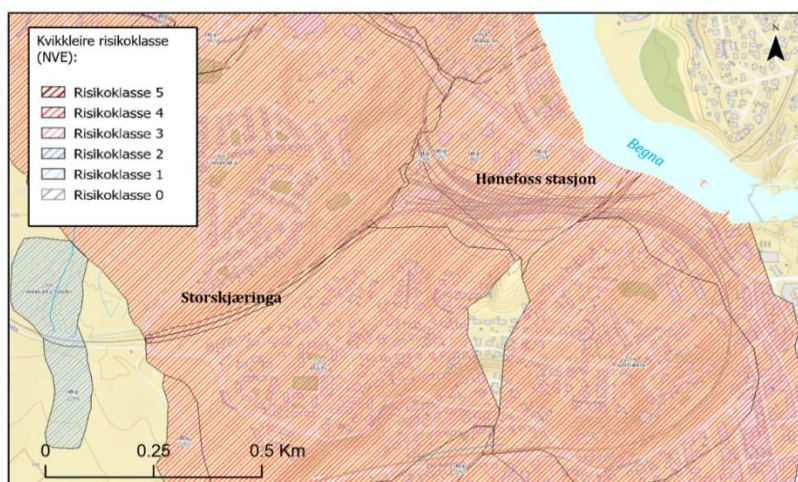 Kvikkleire risikoklasse
(NVE):
Risikoklasse 5
Risikoklasse 4
Risikoklasse 3
Risikoklasse 2
Risikoklasse 1
Risikoklasse 0
N
Begna
Hønefoss stasjon
Storskjæringa
0 0.25 0.5 Km